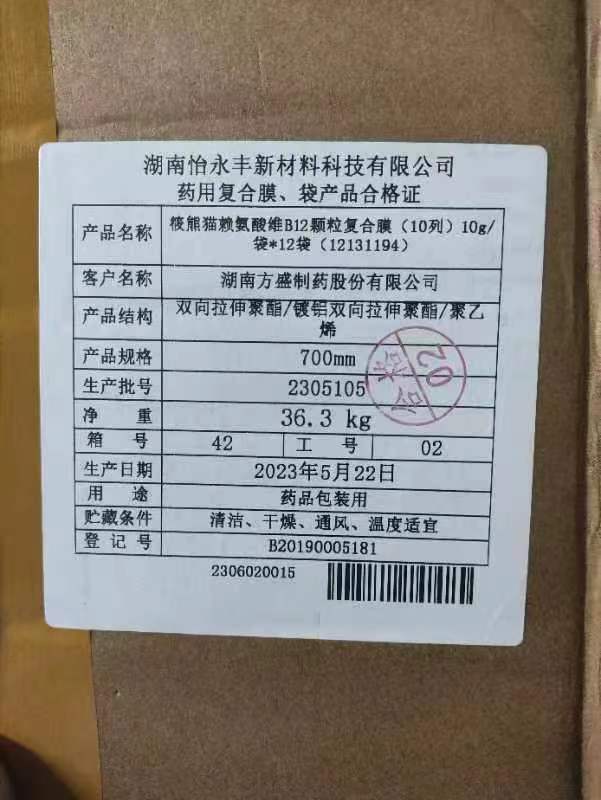 湖南怡永丰新材料科技有限公司
药用复合膜、袋产品合格证
产品名称 筱熊猫赖氨酸维B12颗粒复合膜（10列）10g/
袋*12袋（12131194）
客户名称 湖南方盛制药股份有限公司
产品结构 双向拉伸聚酯/镀铝双向拉伸聚酯/聚乙
烯
产品规格 700mm
生产批号 2305105
净 重 36.3 kg
箱 号 42 工 号 02
生产日期 2023年5月22日
用 途 药品包装用
贮藏条件 清洁、干燥、通风、温度适宜
登 记 号 B20190005181
2306020015
合格
02